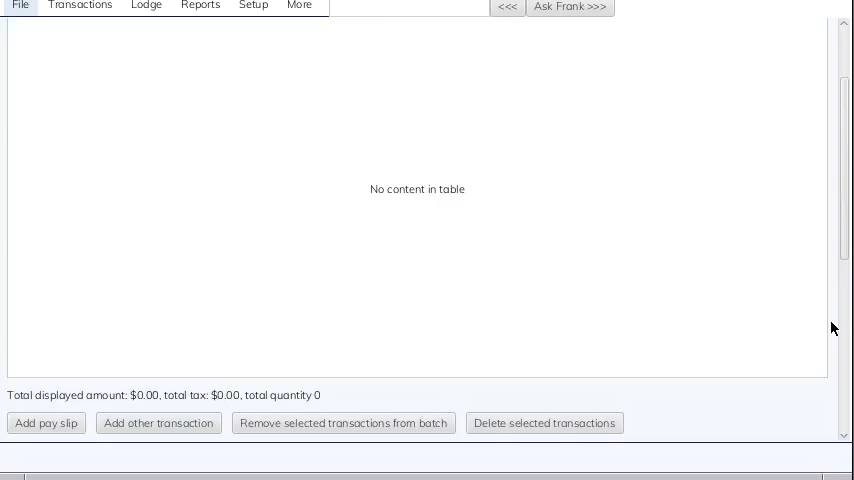 File Transactions Lodge Reports Setup More <<< Ask Frank >>>
No content in table
Total displayed amount: $0.00, total tax: $0.00, total quantity 0
Add pay slip Add other transaction Remove selected transactions from batch Delete selected transactions